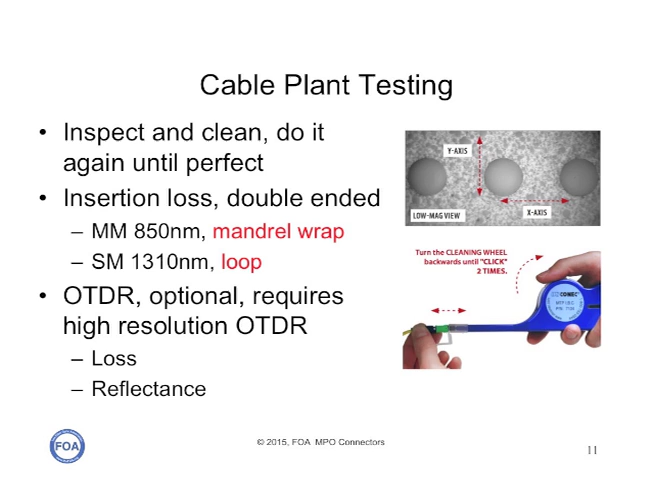 Cable Plant Testing
• Inspect and clean, do it
again until perfect
• Insertion loss, double ended
– MM 850nm, mandrel wrap
– SM 1310nm, loop
• OTDR, optional, requires
high resolution OTDR
– Loss
– Reflectance
Y-AXIS
X-AXIS
LOW-MAG VIEW
Turn the CLEANING WHEEL
backwards until "CLICK"
2 TIMES.
FOA
© 2015, FOA MPO Connectors
11